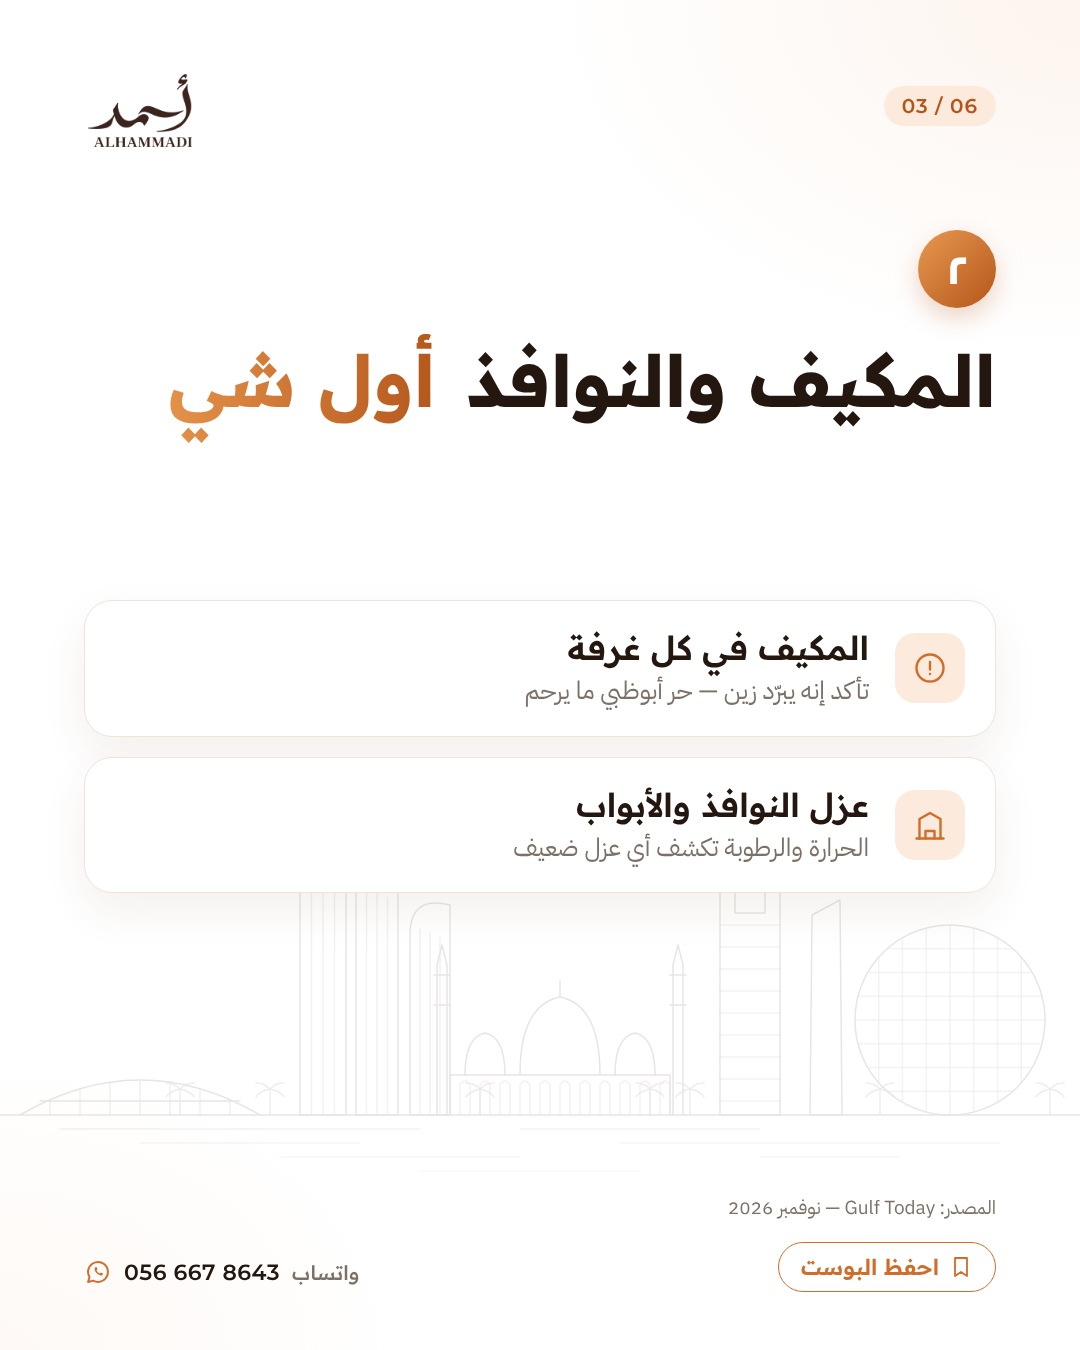 أحمد
ALHAMMADI
03 / 06
٢
المكيف والنوافذ أول شي
المكيف في كل غرفة
تأكد إنه يبرّد زين — حر أبوظبي ما يرحم
عزل النوافذ والأبواب
الحرارة والرطوبة تكشف أي عزل ضعيف
المصدر: Gulf Today — نوفمبر 2026
احفظ البوست
واتساب 056 667 8643